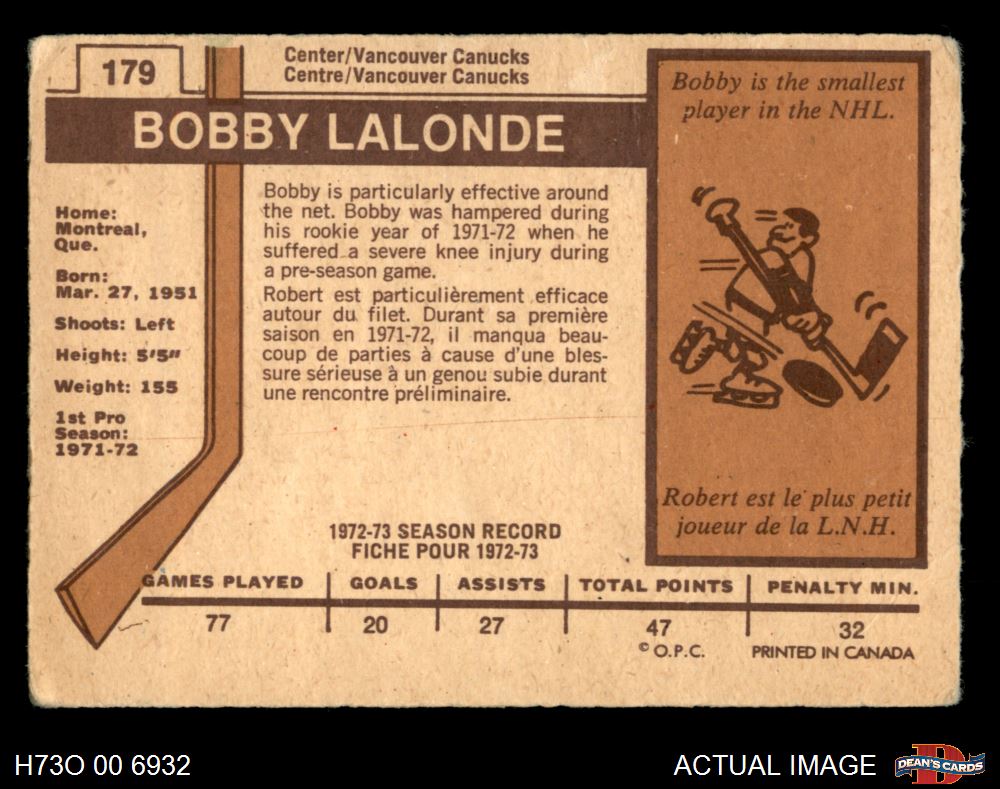 179
Center/Vancouver Canucks
Centre/Vancouver Canucks
BOBBY LALONDE
Home:
Montreal,
Que.
Born:
Mar. 27, 1951
Shoots: Left
Height: 5'5"
Weight: 155
1st Pro
Season:
1971-72
Bobby is particularly effective around
the net. Bobby was hampered during
his rookie year of 1971-72 when he
suffered a severe knee injury during
a pre-season game.
Robert est particulièrement efficace
autour du filet. Durant sa première
saison en 1971-72, il manqua beau-
coup de parties à cause d'une bles-
sure sérieuse à un genou subie durant
une rencontre préliminaire.
Bobby is the smallest
player in the NHL.
Robert est le plus petit
joueur de la L.N.H.
1972-73 SEASON RECORD
FICHE POUR 1972-73
GAMES PLAYED GOALS ASSISTS TOTAL POINTS PENALTY MIN.
77 20 27 47 32
© O.P.C. PRINTED IN CANADA
H73O 00 6932
ACTUAL IMAGE
D
DEAN'S CARDS